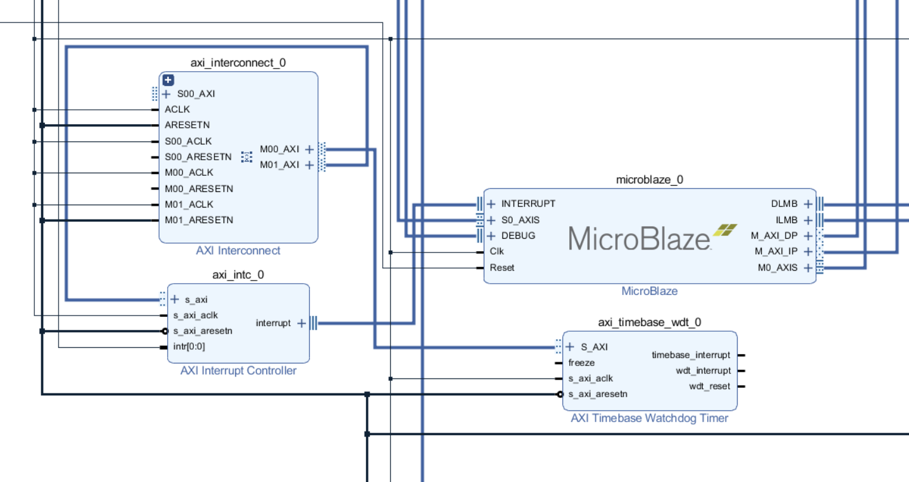 axi_interconnect_0
S00_AXI
ACLK
ARESETN
S00_ACLK
S00_ARESETN
M00_ACLK
M00_ARESETN
M01_ACLK
M01_ARESETN
M00_AXI
M01_AXI
AXI Interconnect
axi_intc_0
s_axi
s_axi_aclk
s_axi_aresetn
intr[0:0]
interrupt
AXI Interrupt Controller
microblaze_0
INTERRUPT
S0_AXIS
DEBUG
Clk
Reset
MicroBlaze
DLMB
ILMB
M_AXI_DP
M_AXI_IP
M0_AXIS
MicroBlaze
axi_timebase_wdt_0
S_AXI
freeze
s_axi_aclk
s_axi_aresetn
timebase_interrupt
wdt_interrupt
wdt_reset
AXI Timebase Watchdog Timer